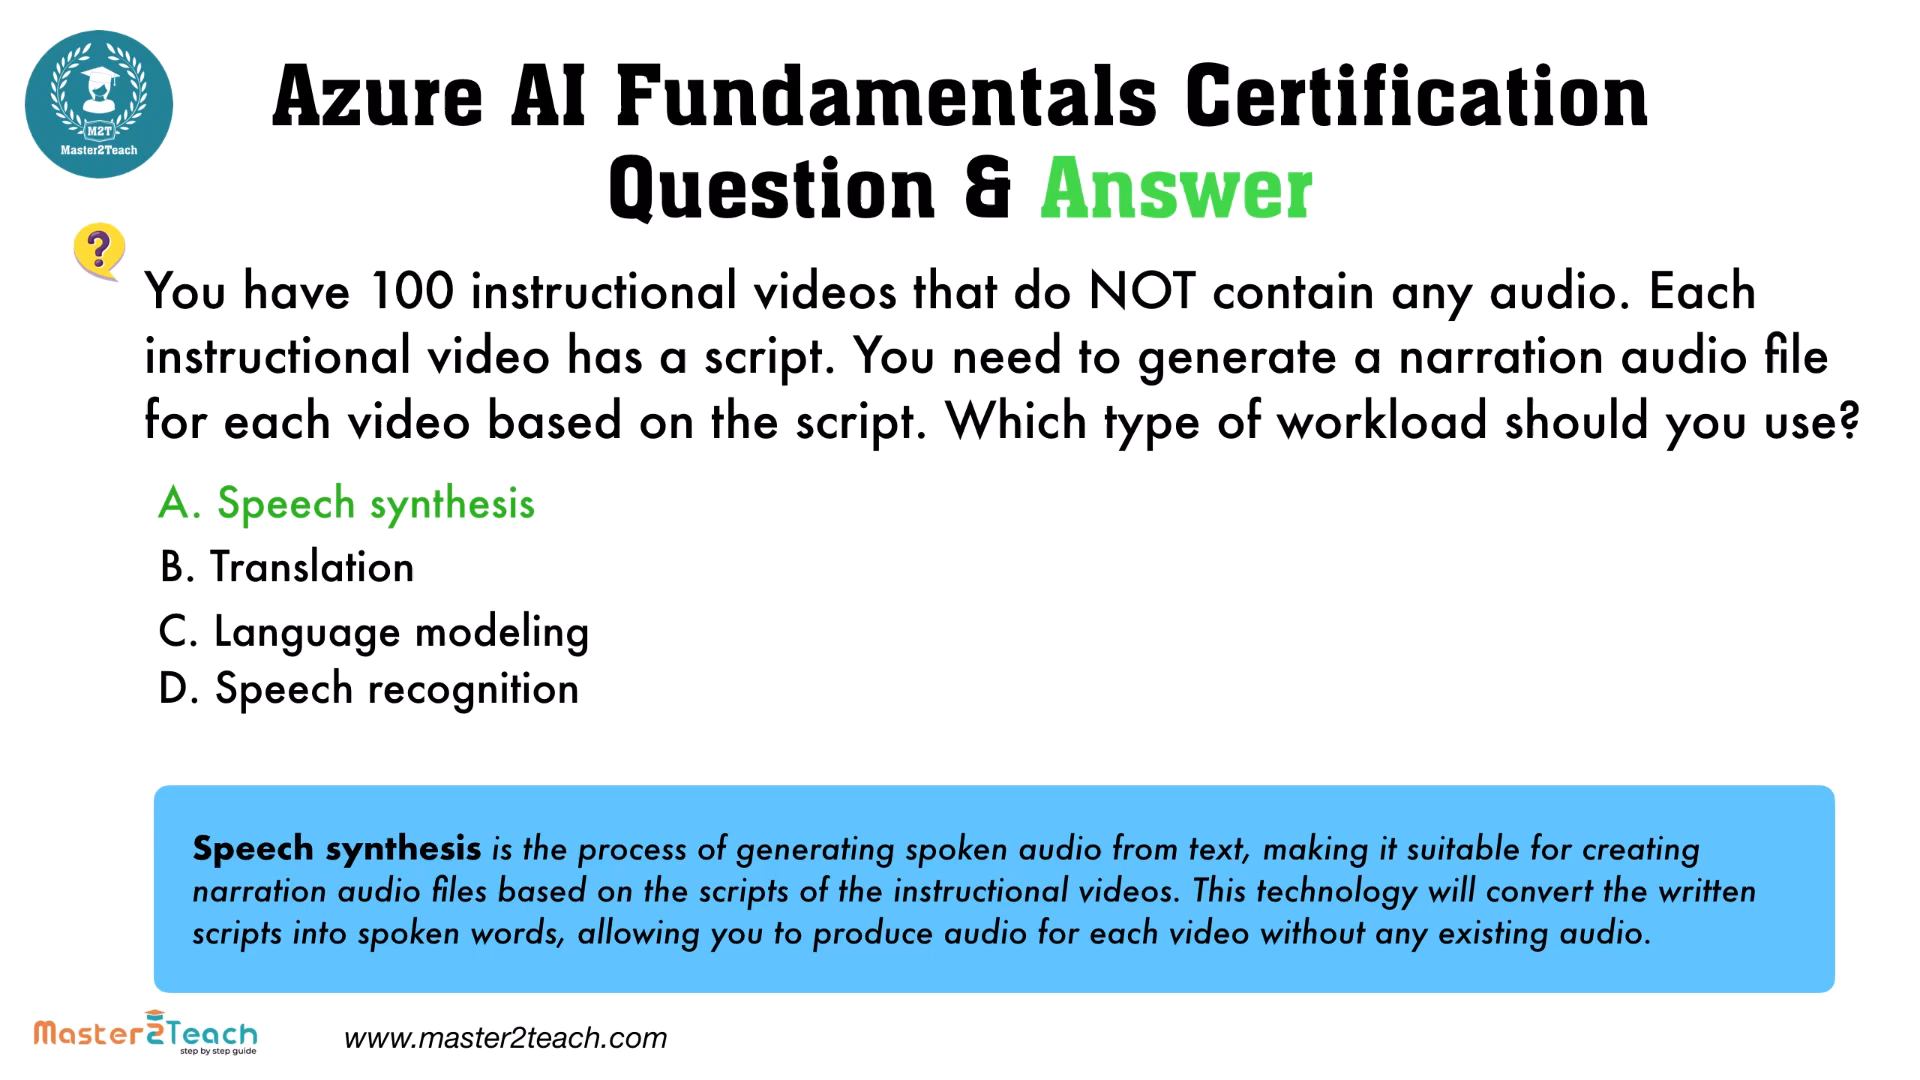 M2T
Master2Teach
Azure AI Fundamentals Certification
Question & Answer
?
You have 100 instructional videos that do NOT contain any audio. Each
instructional video has a script. You need to generate a narration audio file
for each video based on the script. Which type of workload should you use?
A. Speech synthesis
B. Translation
C. Language modeling
D. Speech recognition
Speech synthesis is the process of generating spoken audio from text, making it suitable for creating
narration audio files based on the scripts of the instructional videos. This technology will convert the written
scripts into spoken words, allowing you to produce audio for each video without any existing audio.
Master2Teach
step by step guide
www.master2teach.com